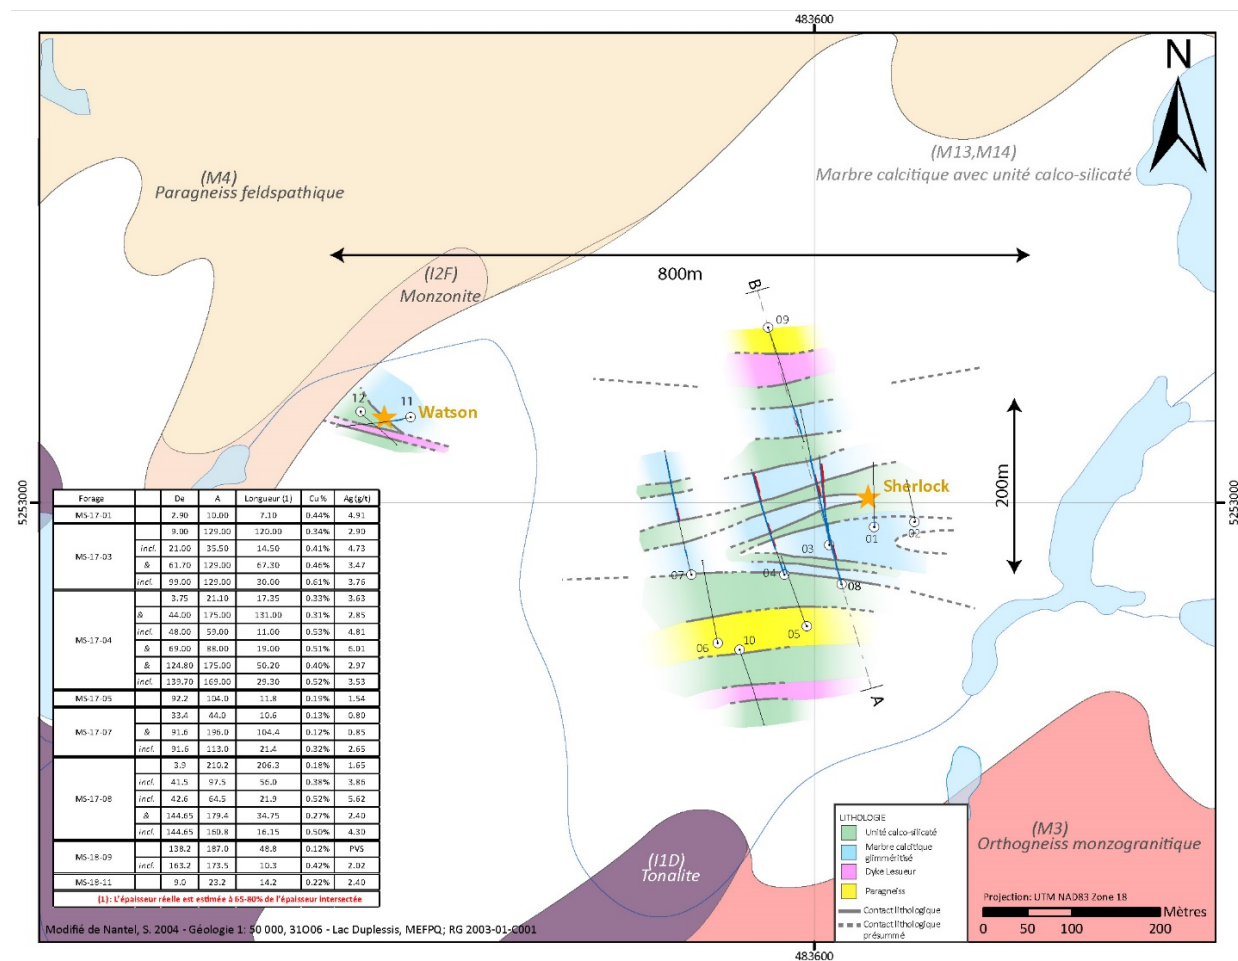 483600
N
(M13,M14)
Marbre calcitique avec unité calco-silicaté
(M4)
Paragneiss feldspathique
(I2F)
Monzonite
800m
B
09
12
11
Watson
200m
Sherlock
5253000
5253000
01
02
03
04
07
08
05
06
10
A
Forage De A Longueur (1) Cu % Ag (g/t)
MS-17-01 2.90 10.00 7.10 0.44% 4.91
MS-17-03 9.00 129.00 120.00 0.34% 2.90
incl. 21.00 35.50 14.50 0.41% 4.73
& 61.70 129.00 67.30 0.46% 3.47
incl. 99.00 129.00 30.00 0.61% 3.76
MS-17-04 3.75 21.10 17.35 0.33% 3.63
& 44.00 175.00 131.00 0.31% 2.85
incl. 48.00 59.00 11.00 0.53% 4.81
& 69.00 88.00 19.00 0.51% 6.01
& 124.80 175.00 50.20 0.40% 2.97
incl. 139.70 169.00 29.30 0.52% 3.53
MS-17-05 92.2 104.0 11.8 0.19% 1.54
MS-17-07 33.4 44.0 10.6 0.13% 0.80
& 91.6 196.0 104.4 0.12% 0.85
incl. 91.6 113.0 21.4 0.32% 2.65
MS-17-08 3.9 210.2 206.3 0.18% 1.65
incl. 41.5 97.5 56.0 0.38% 3.86
incl. 42.6 64.5 21.9 0.52% 5.62
& 144.65 179.4 34.75 0.27% 2.40
incl. 144.65 160.8 16.15 0.50% 4.30
MS-18-09 138.2 187.0 48.8 0.12% PVS
incl. 163.2 173.5 10.3 0.42% 2.02
MS-18-11 9.0 23.2 14.2 0.22% 2.40
(1): L'épaisseur réelle est estimée à 65-80% de l'épaisseur intersectée
Modifié de Nantel, S. 2004 - Géologie 1: 50 000, 31O06 - Lac Duplessis, MEFPQ; RG 2003-01-C001
(I1D)
Tonalite
LITHOLOGIE
Unité calco-silicaté
Marbre calcitique
glimméritisé
Dyke Lesueur
Paragneiss
Contact lithologique
Contact lithologique
présummé
(M3)
Orthogneiss monzogranitique
Projection: UTM NAD83 Zone 18
Mètres
0 50 100 200
483600